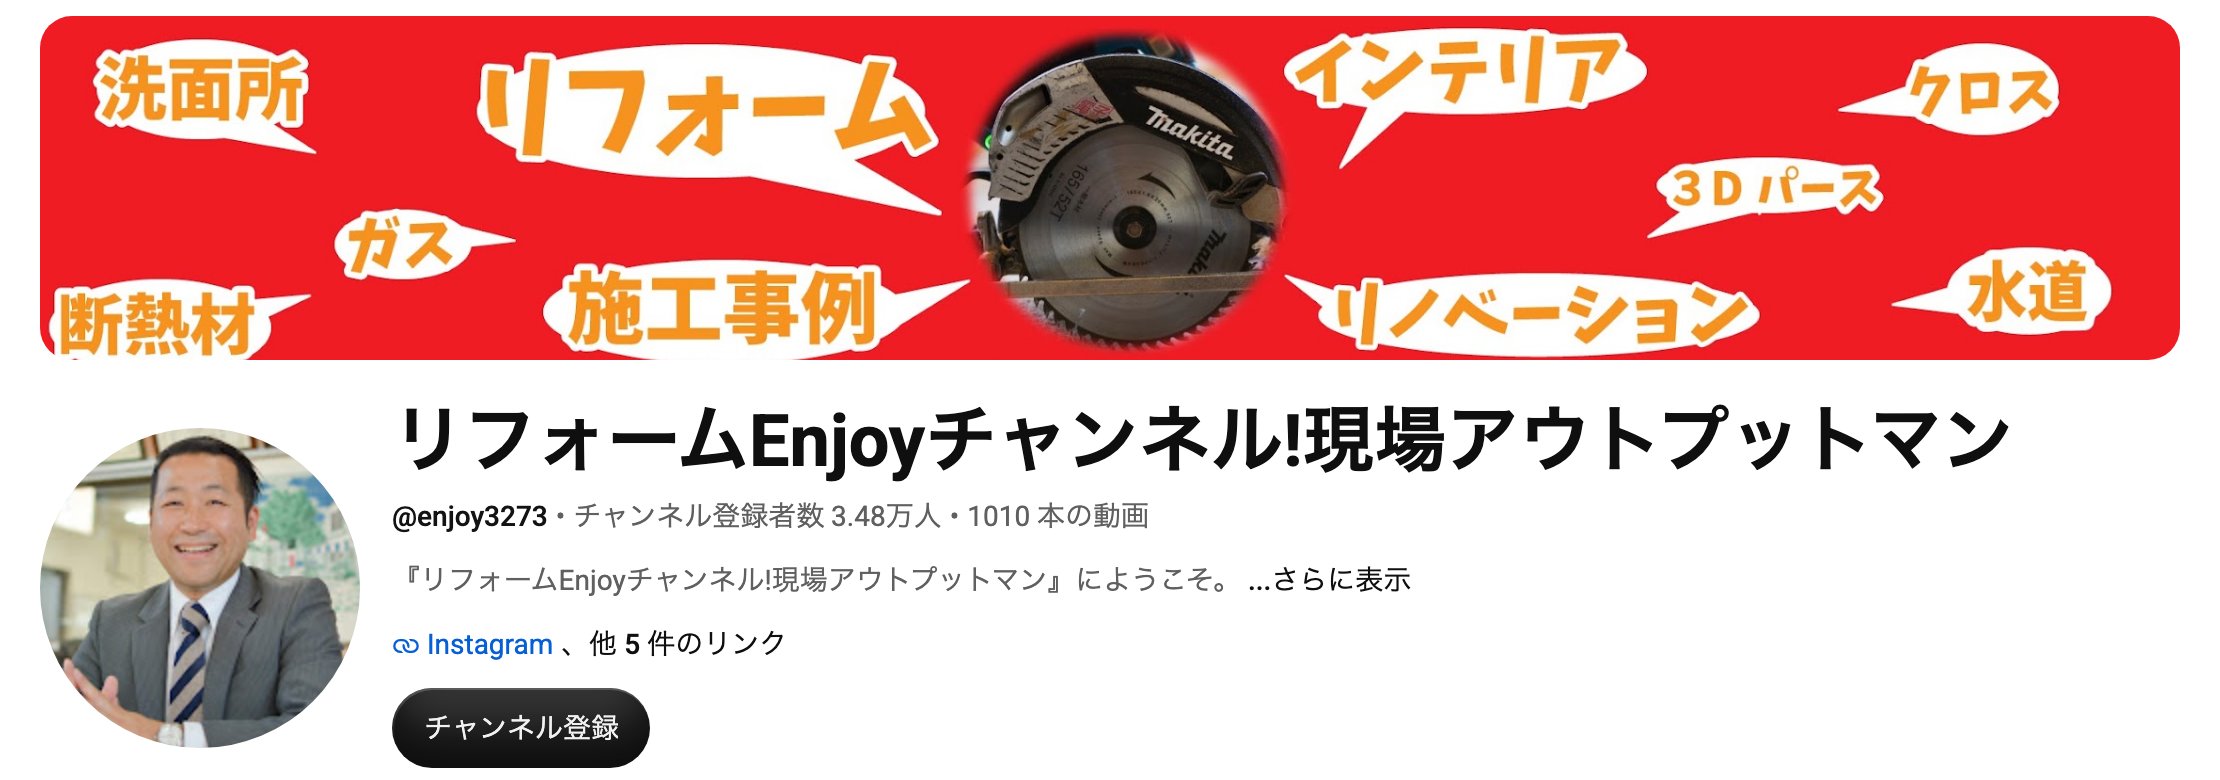 洗面所
リフォーム
インテリア
クロス
3Dパース
ガス
断熱材
施工事例
リノベーション
水道
makita
165/52T
リフォームEnjoyチャンネル!現場アウトプットマン
@enjoy3273・チャンネル登録者数 3.48万人・1010 本の動画
『リフォームEnjoyチャンネル!現場アウトプットマン』にようこそ。 ...さらに表示
Instagram 、他 5 件のリンク
チャンネル登録